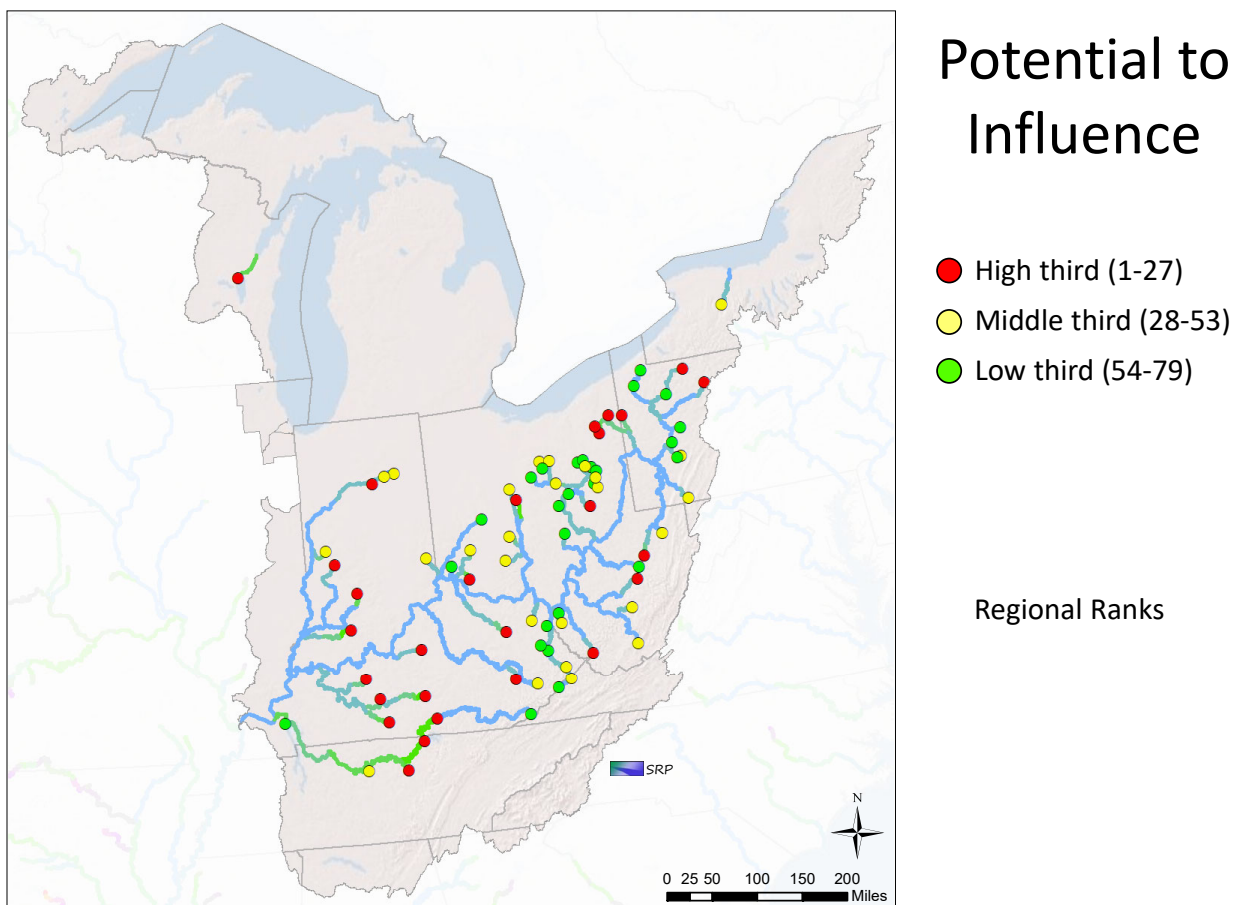 Potential to
Influence
High third (1-27)
Middle third (28-53)
Low third (54-79)
Regional Ranks
SRP
N
0 25 50 100 150 200
Miles